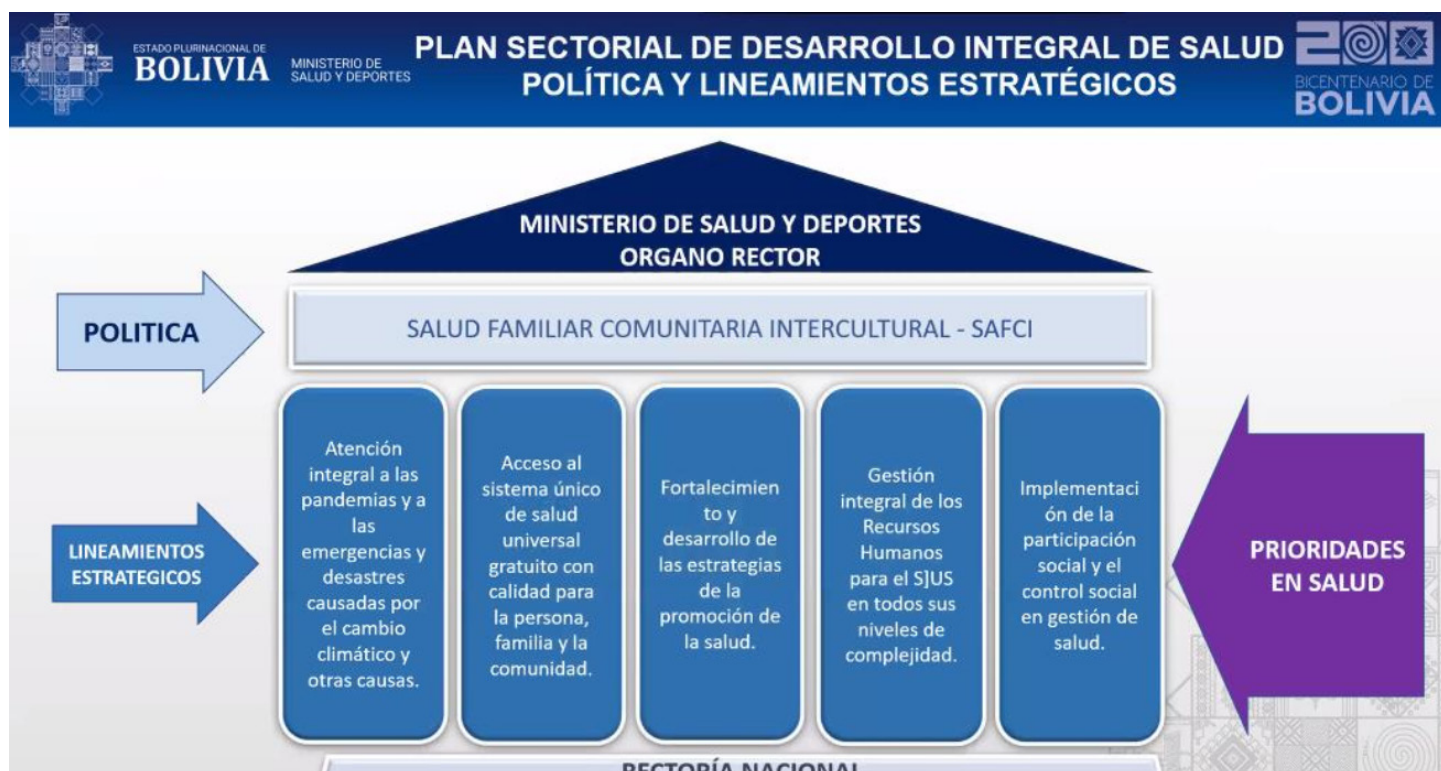 ESTADO PLURINACIONAL DE
BOLIVIA
MINISTERIO DE
SALUD Y DEPORTES
PLAN SECTORIAL DE DESARROLLO INTEGRAL DE SALUD
POLÍTICA Y LINEAMIENTOS ESTRATÉGICOS
200
BICENTENARIO DE
BOLIVIA
MINISTERIO DE SALUD Y DEPORTES
ORGANO RECTOR
POLITICA
SALUD FAMILIAR COMUNITARIA INTERCULTURAL - SAFCI
LINEAMIENTOS
ESTRATEGICOS
Atención
integral a las
pandemias y a
las
emergencias y
desastres
causadas por
el cambio
climático y
otras causas.
Acceso al
sistema único
de salud
universal
gratuito con
calidad para
la persona,
familia y la
comunidad.
Fortalecimien
to y
desarrollo de
las estrategias
de la
promoción de
la salud.
Gestión
integral de los
Recursos
Humanos
para el S]US
en todos sus
niveles de
complejidad.
Implementaci
ón de la
participación
social y el
control social
en gestión de
salud.
PRIORIDADES
EN SALUD
RECTORÍA NACIONAL